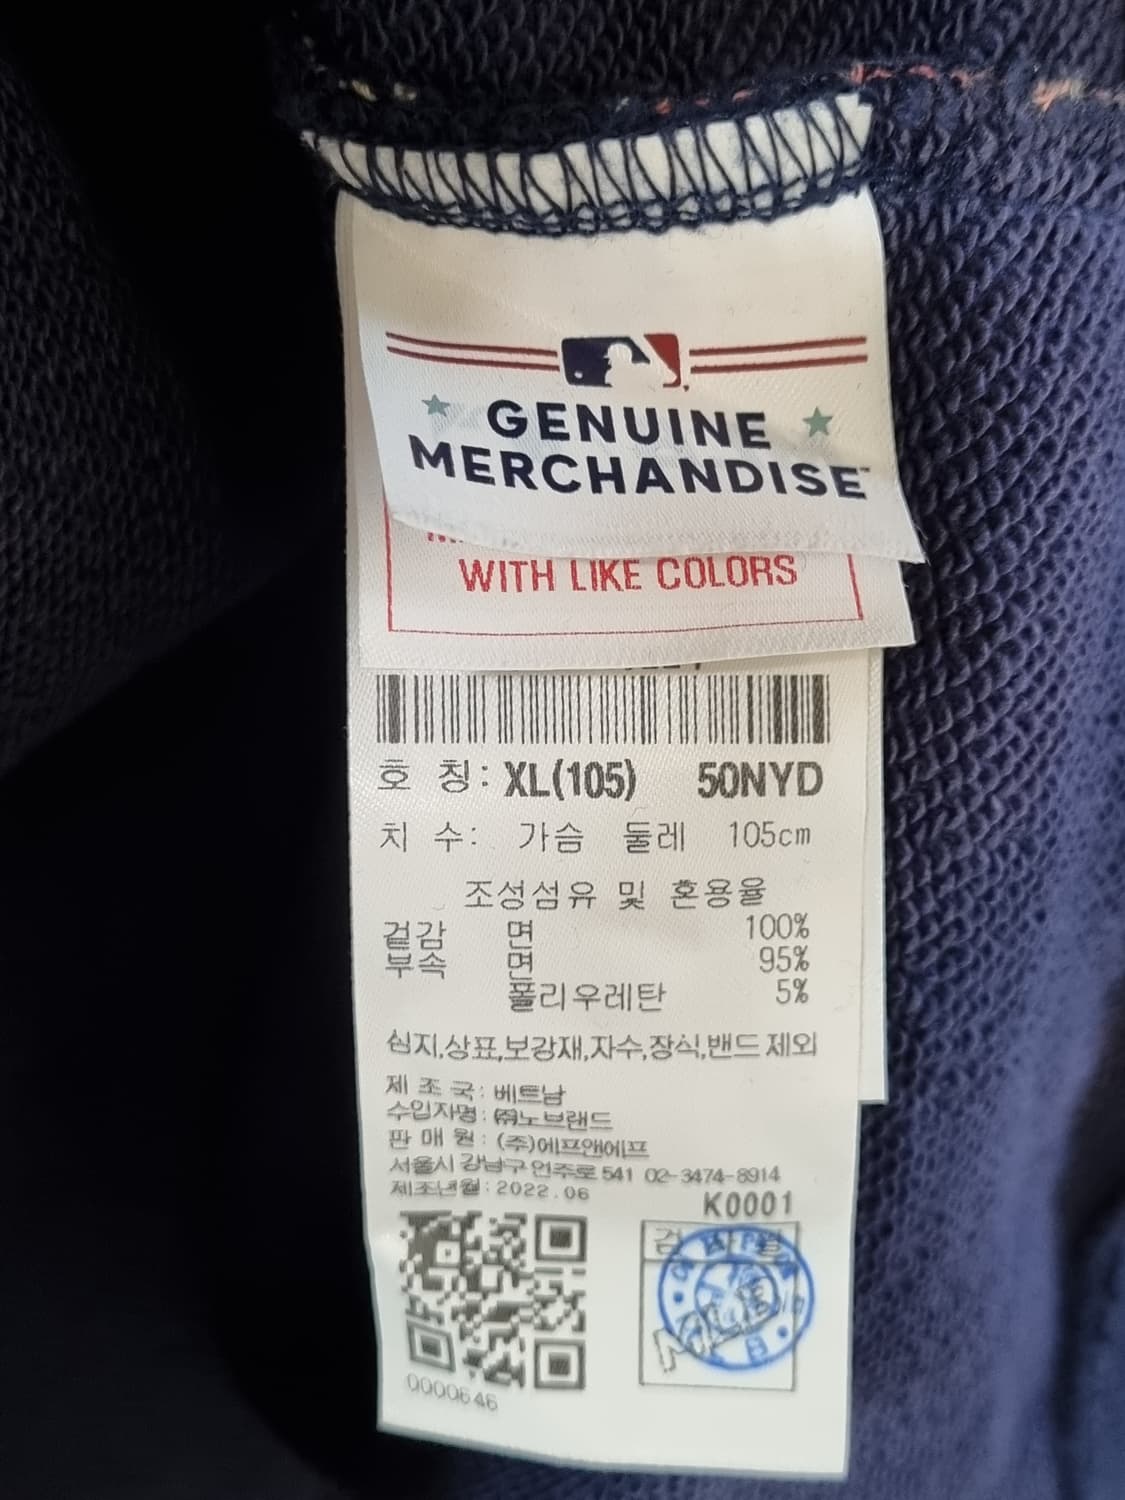 GENUINE
MERCHANDISE™
WITH LIKE COLORS
호 칭: XL(105) 50NYD
치 수: 가슴 둘레 105cm
조성섬유 및 혼용율
겉감 면 100%
부속 면 95%
폴리우레탄 5%
심지,상표,보강재,자수,장식,밴드 제외
제 조 국: 베트남
수입자명: ㈜노브랜드
판 매 원: (주)에프앤에프
서울시 강남구 언주로 541 02-3474-8914
제조년월: 2022.06
K0001
MLB
0000646